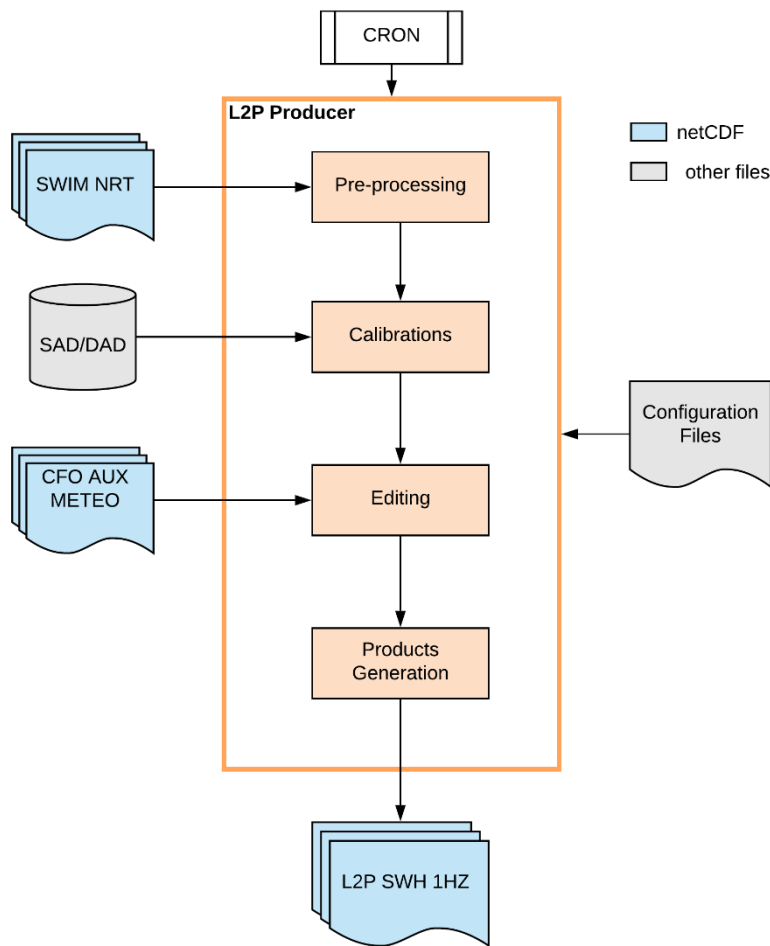 CRON
L2P Producer
netCDF
other files
SWIM NRT
Pre-processing
SAD/DAD
Calibrations
Configuration
Files
CFO AUX
METEO
Editing
Products
Generation
L2P SWH 1HZ